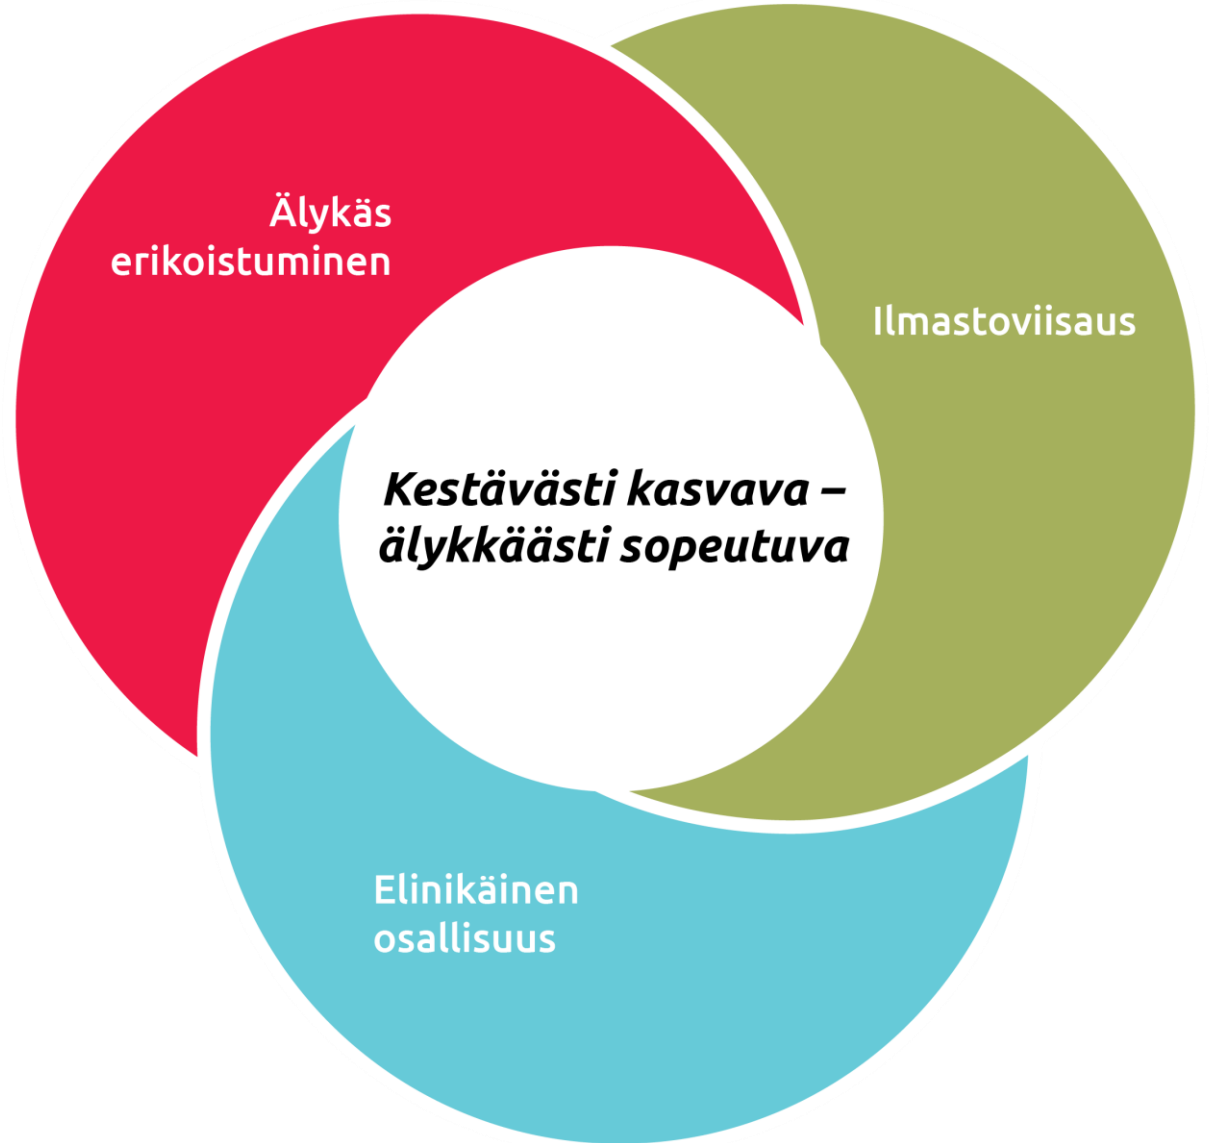 Älykäs
erikoistuminen
Ilmastoviisaus
Kestävästi kasvava –
älykkäästi sopeutuva
Elinikäinen
osallisuus